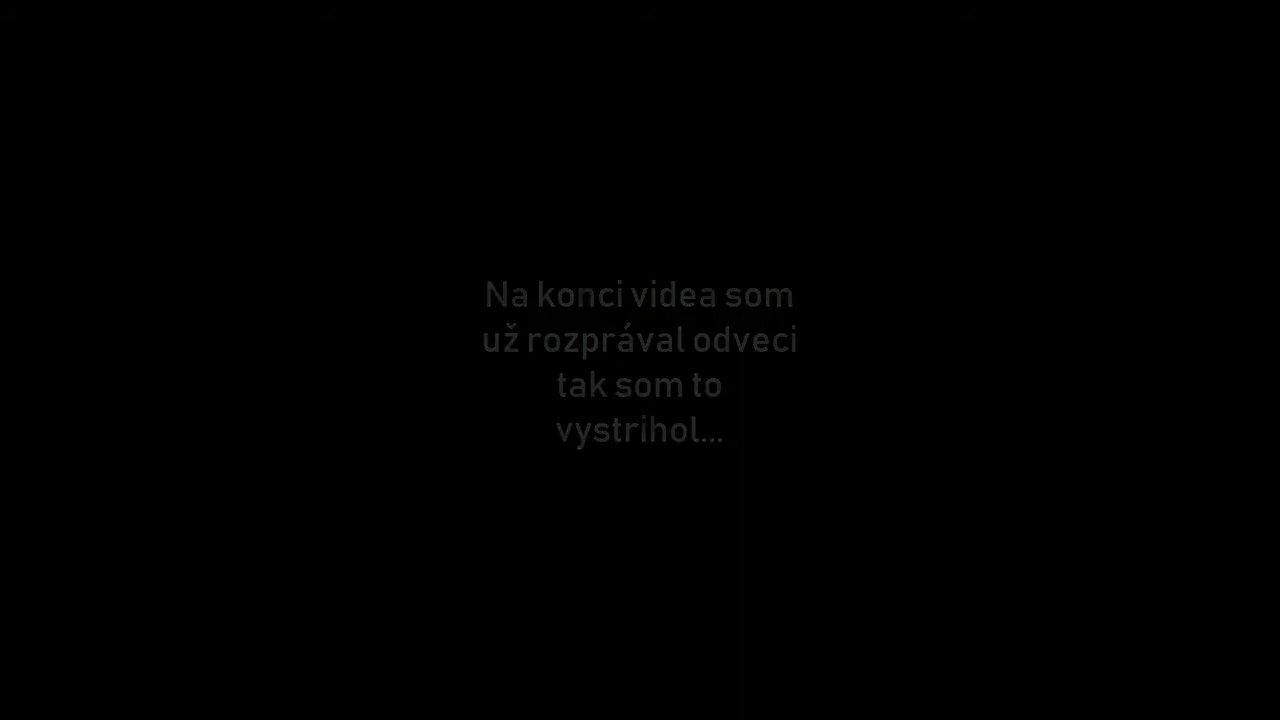 Na konci videa som
už rozprával odveci
tak som to
vystrihol...